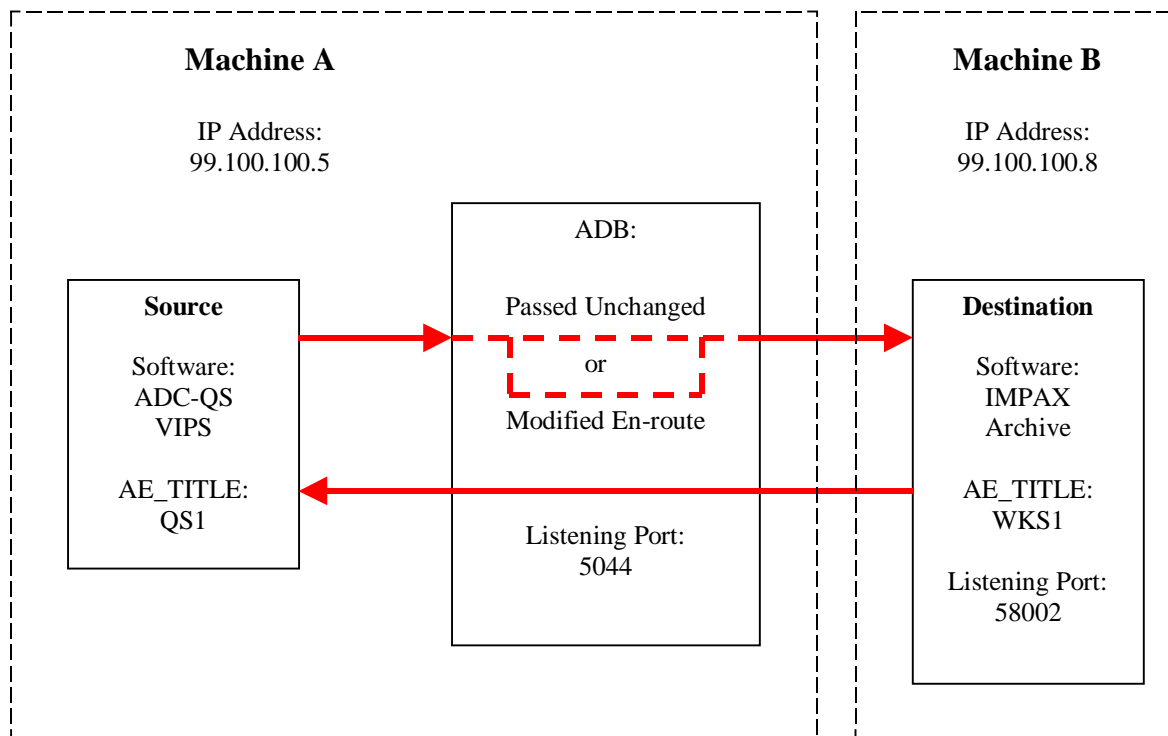 Machine A
IP Address:
99.100.100.5
Source
Software:
ADC-QS
VIPS
AE_TITLE:
QS1
ADB:
Passed Unchanged
or
Modified En-route
Listening Port:
5044
Machine B
IP Address:
99.100.100.8
Destination
Software:
IMPAX
Archive
AE_TITLE:
WKS1
Listening Port:
58002